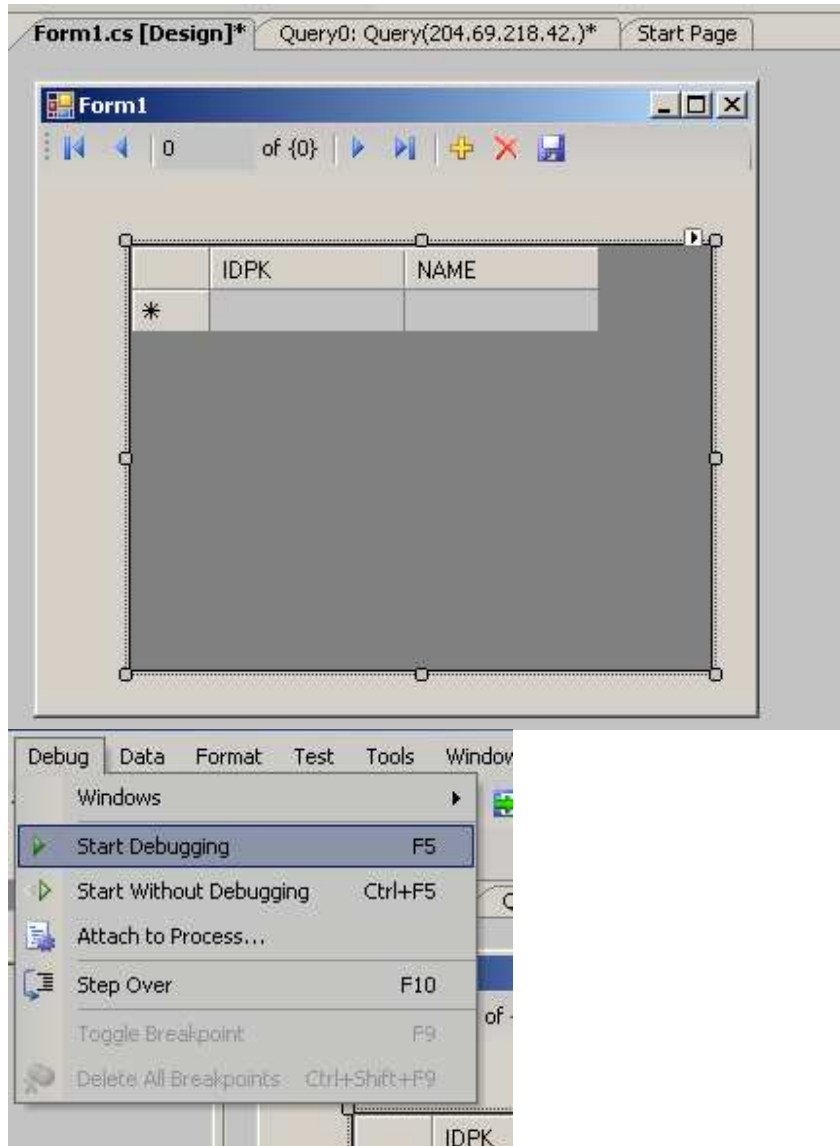 Form1.cs [Design]* Query0: Query(204.69.218.42.)* Start Page
Form1
0 of {0}
IDPK NAME
Debug Data Format Test Tools Window
Windows
Start Debugging F5
Start Without Debugging Ctrl+F5
Attach to Process...
Step Over F10
of
Toggle Breakpoint F9
Delete All Breakpoints Ctrl+Shift+F9
IDPK